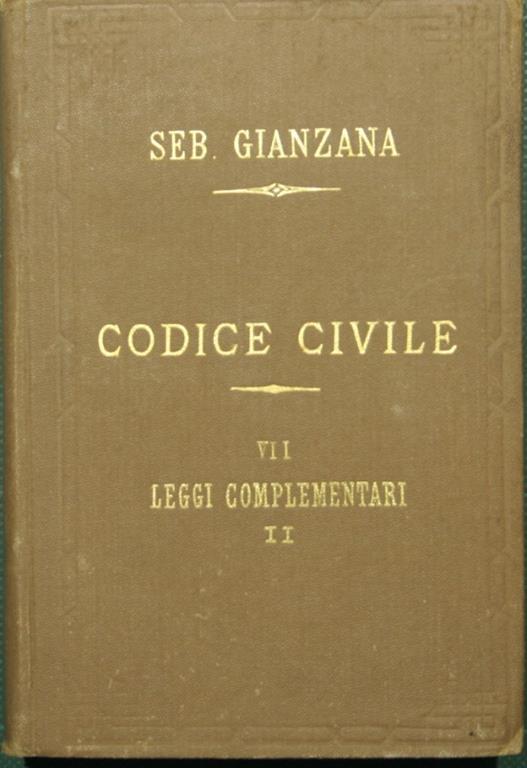 SEB. GIANZANA
CODICE CIVILE
VII
LEGGI COMPLEMENTARI
II